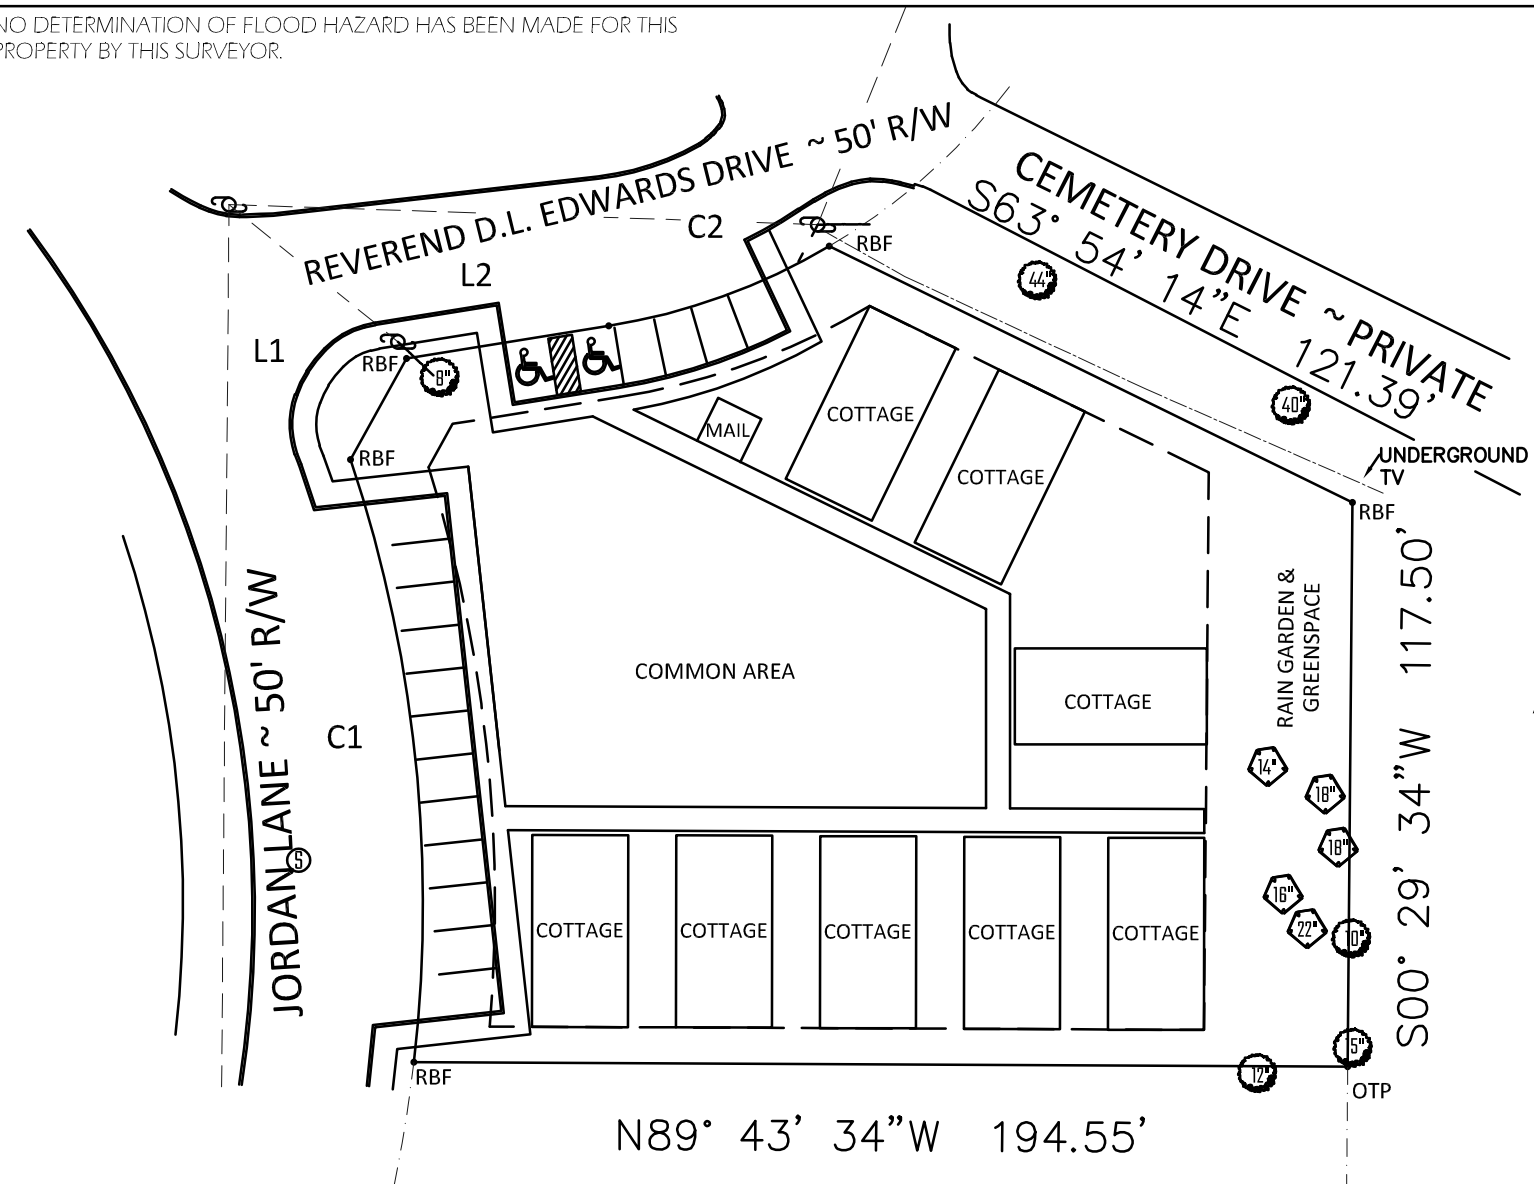 NO DETERMINATION OF FLOOD HAZARD HAS BEEN MADE FOR THIS
PROPERTY BY THIS SURVEYOR.
REVEREND D.L. EDWARDS DRIVE ~ 50' R/W
CEMETERY DRIVE ~ PRIVATE
S63° 54’ 14”E 121.39’
C2
RBF
L2
44"
L1
RBF
8"
40"
COTTAGE
MAIL
UNDERGROUND
TV
RBF
COTTAGE
RBF
JORDAN LANE ~ 50' R/W
S
RAIN GARDEN &
GREENSPACE
S00° 29’ 34”W 117.50’
COMMON AREA
COTTAGE
C1
14"
18"
18"
16"
22"
10"
COTTAGE
COTTAGE
COTTAGE
COTTAGE
COTTAGE
15"
12"
RBF
OTP
N89° 43’ 34”W 194.55’